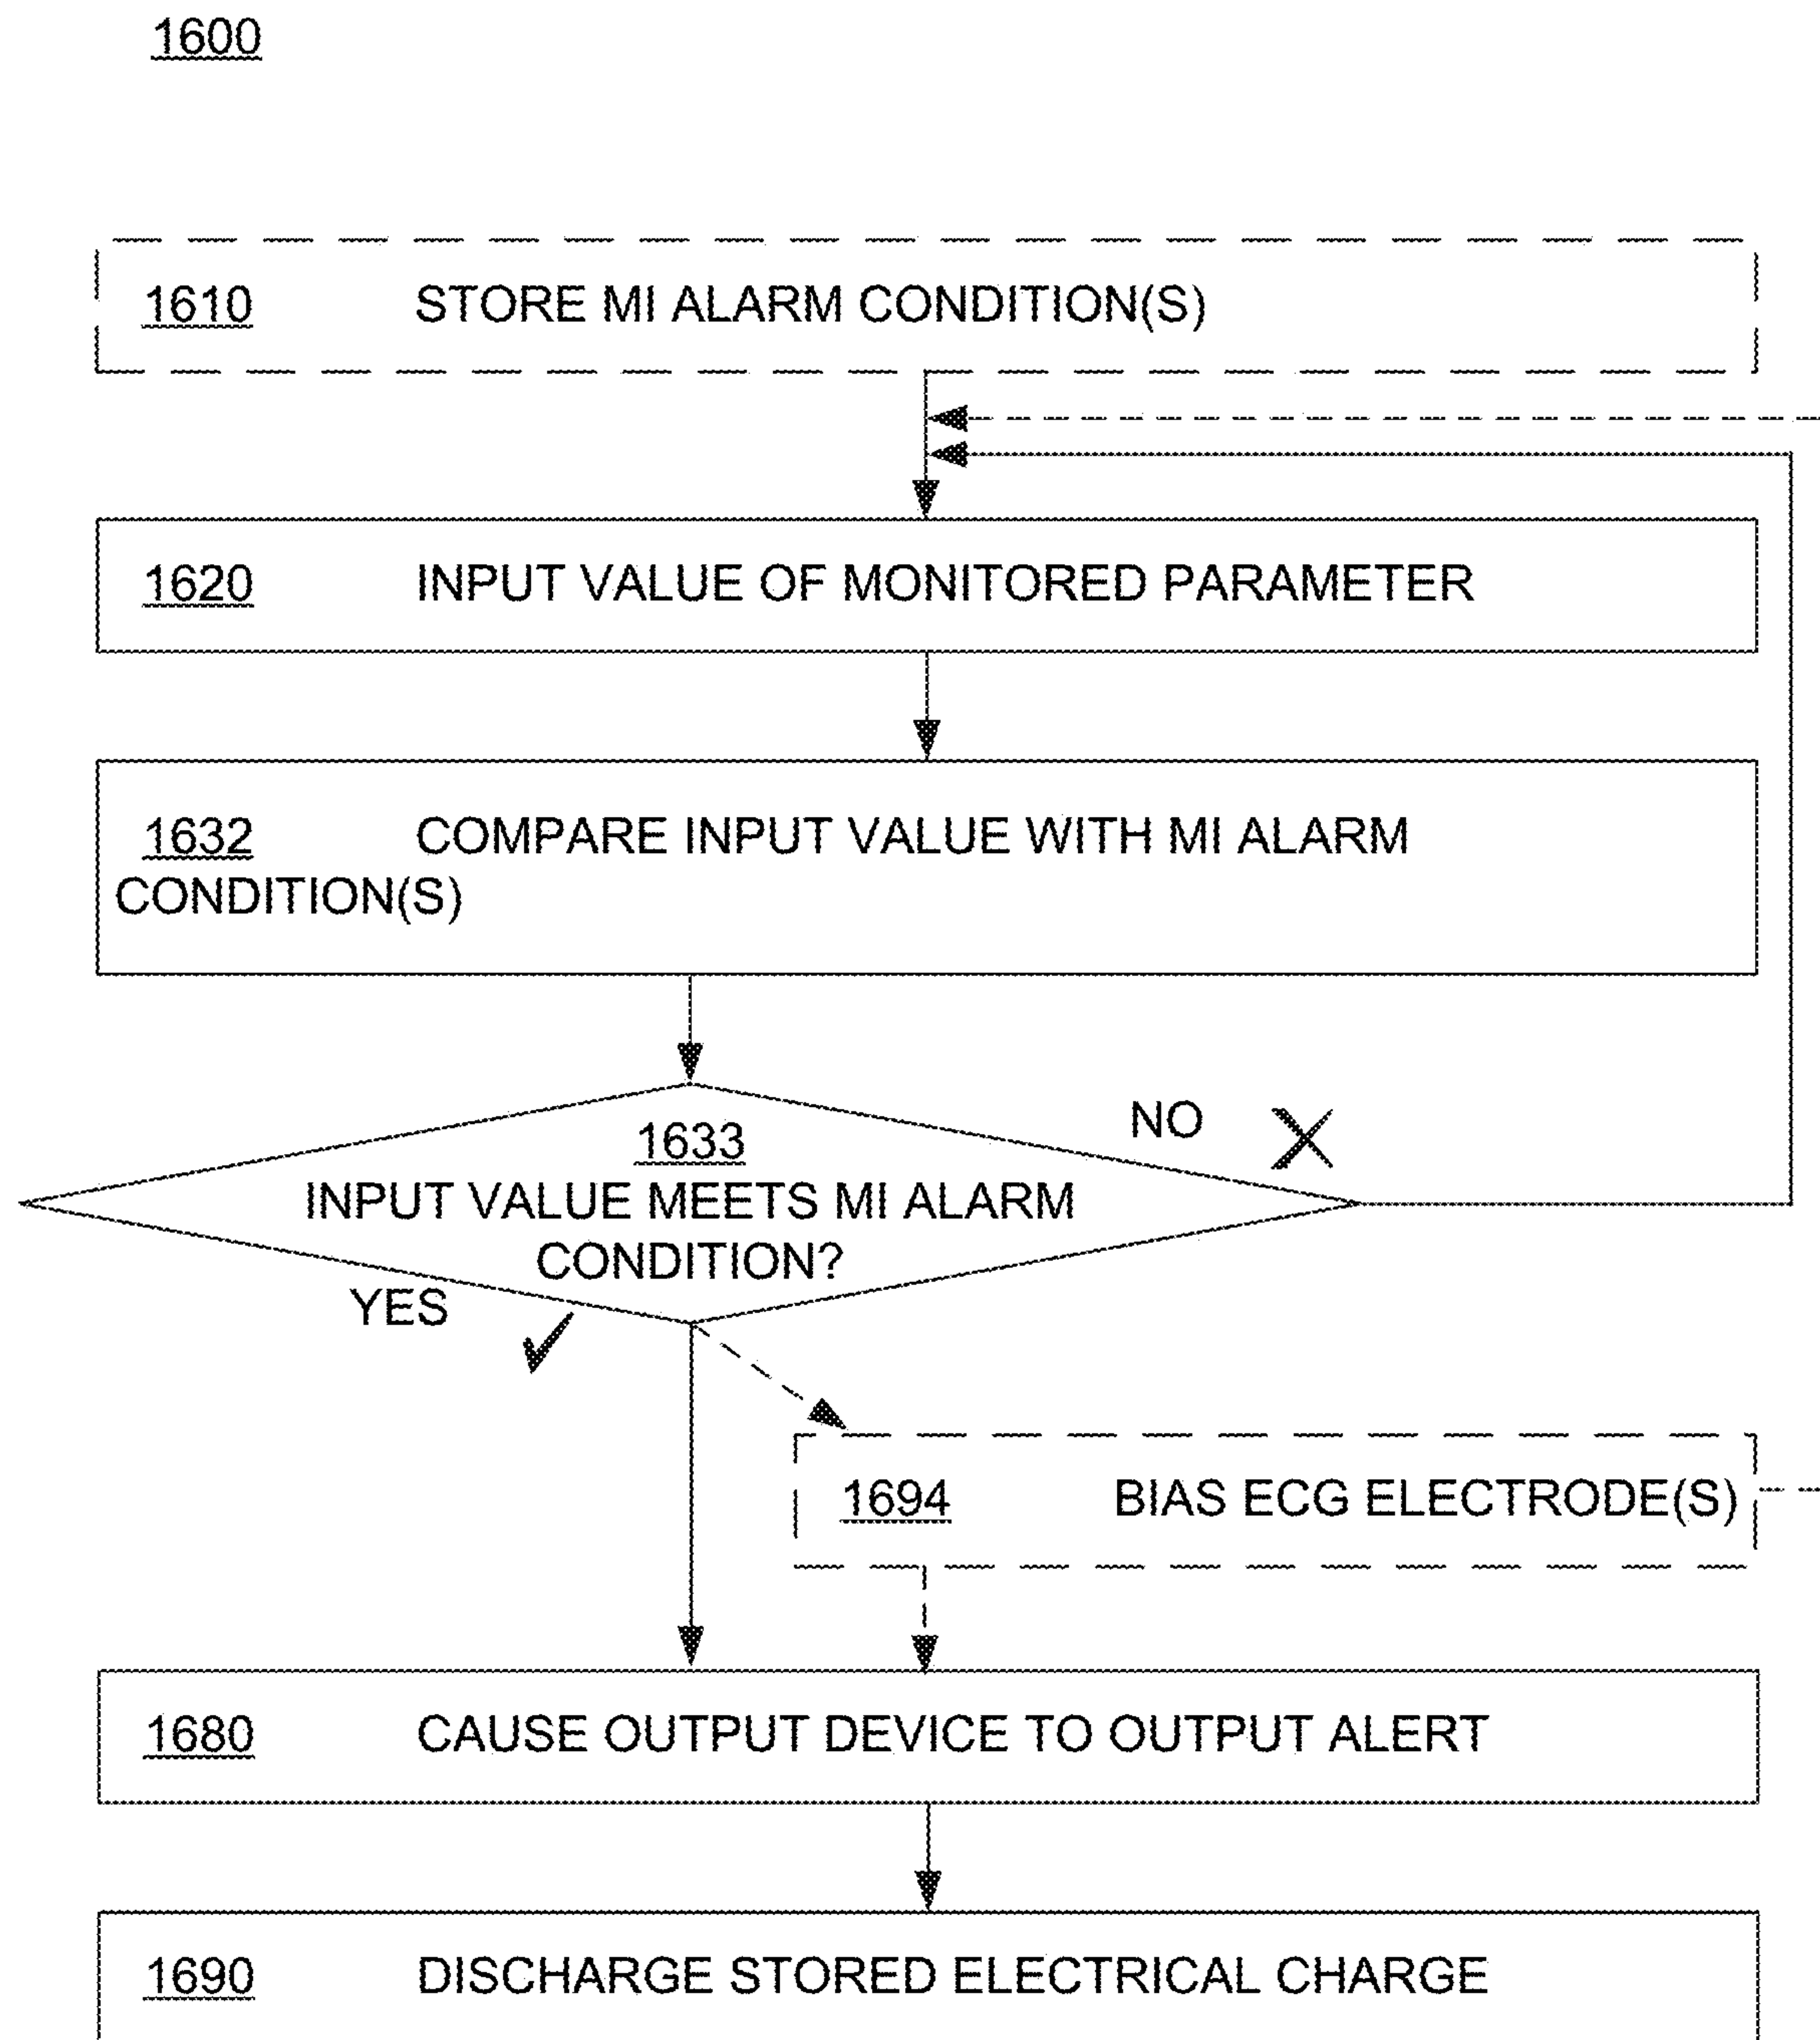 1600
1610 STORE MI ALARM CONDITION(S)
1620 INPUT VALUE OF MONITORED PARAMETER
1632 COMPARE INPUT VALUE WITH MI ALARM
CONDITION(S)
NO
1633
INPUT VALUE MEETS MI ALARM
CONDITION?
YES
1694 BIAS ECG ELECTRODE(S)
1680 CAUSE OUTPUT DEVICE TO OUTPUT ALERT
1690 DISCHARGE STORED ELECTRICAL CHARGE